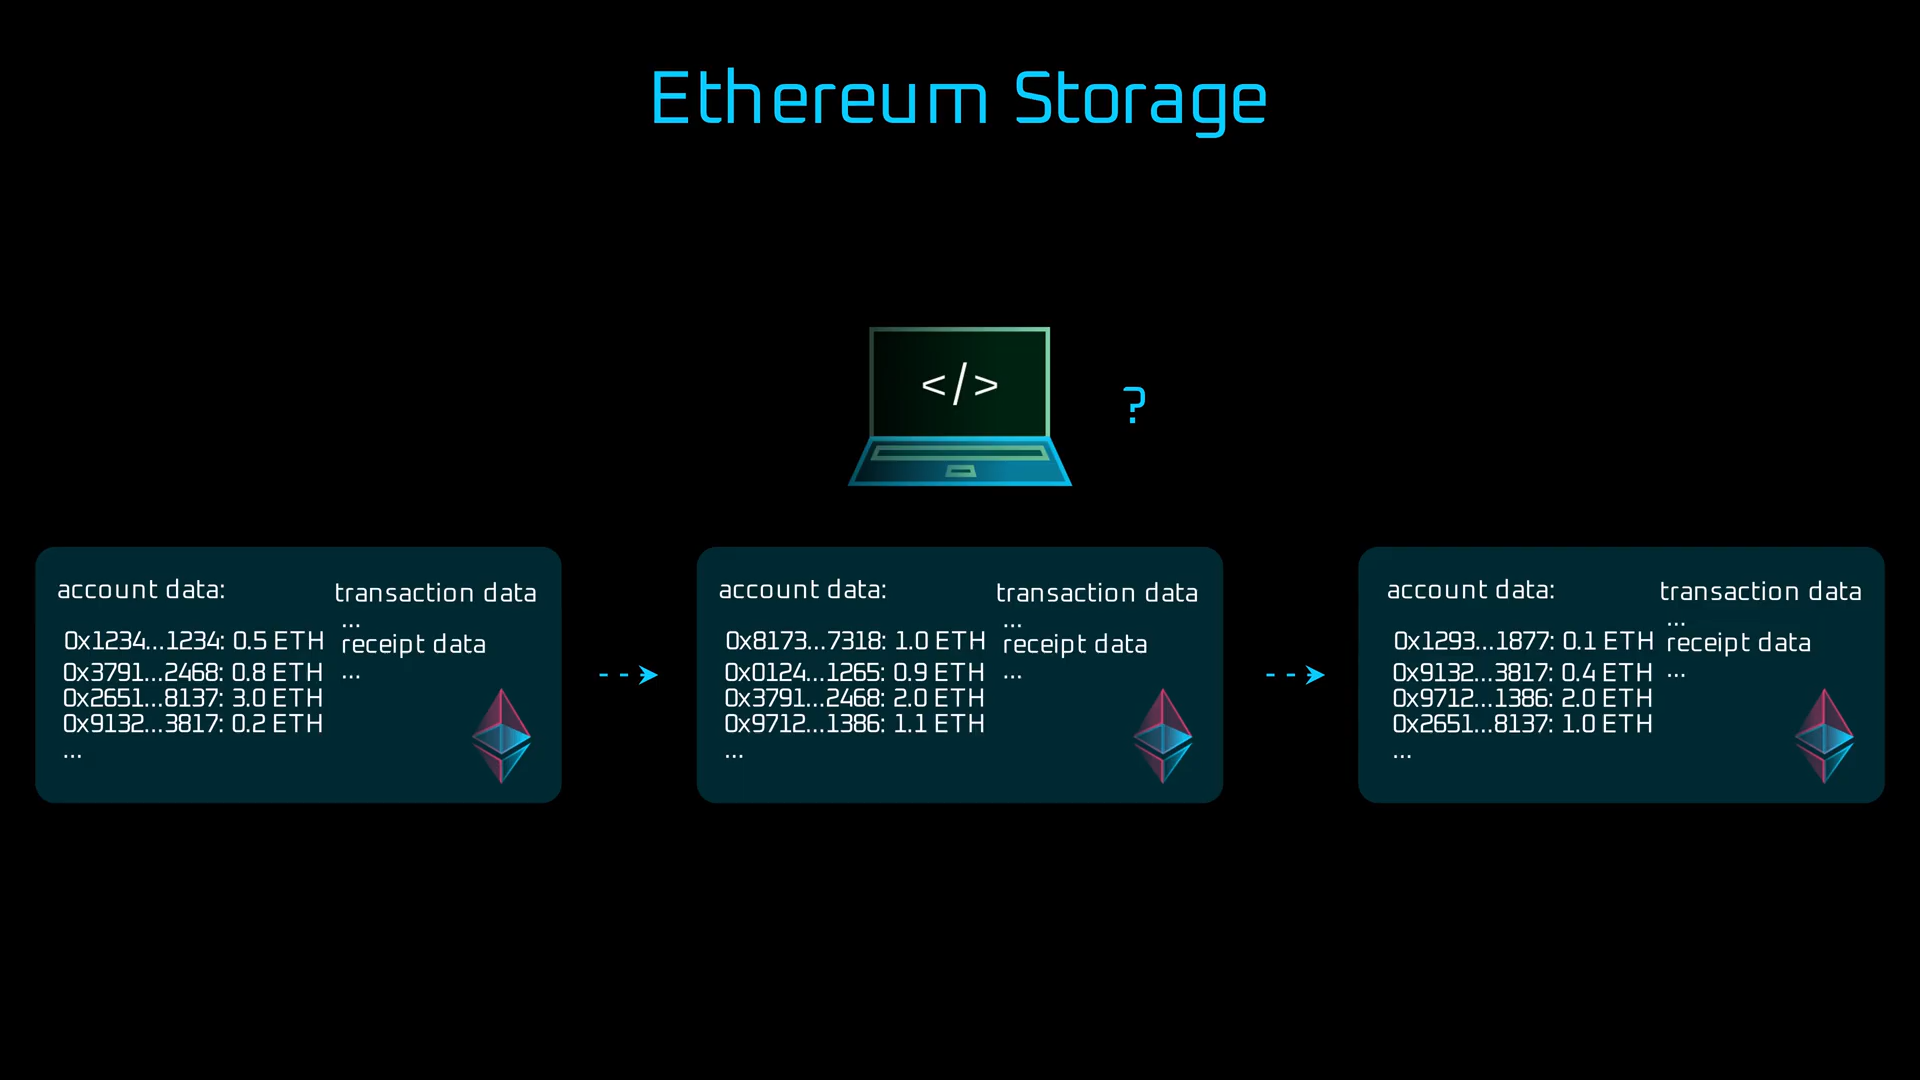 Ethereum Storage
</>
?
account data:
0x1234...1234: 0.5 ETH
0x3791...2468: 0.8 ETH
0x2651...8137: 3.0 ETH
0x9132...3817: 0.2 ETH
...
transaction data
...
receipt data
...
account data:
0x8173...7318: 1.0 ETH
0x0124...1265: 0.9 ETH
0x3791...2468: 2.0 ETH
0x9712...1386: 1.1 ETH
...
transaction data
...
receipt data
...
account data:
0x1293...1877: 0.1 ETH
0x9132...3817: 0.4 ETH
0x9712...1386: 2.0 ETH
0x2651...8137: 1.0 ETH
...
transaction data
...
receipt data
...